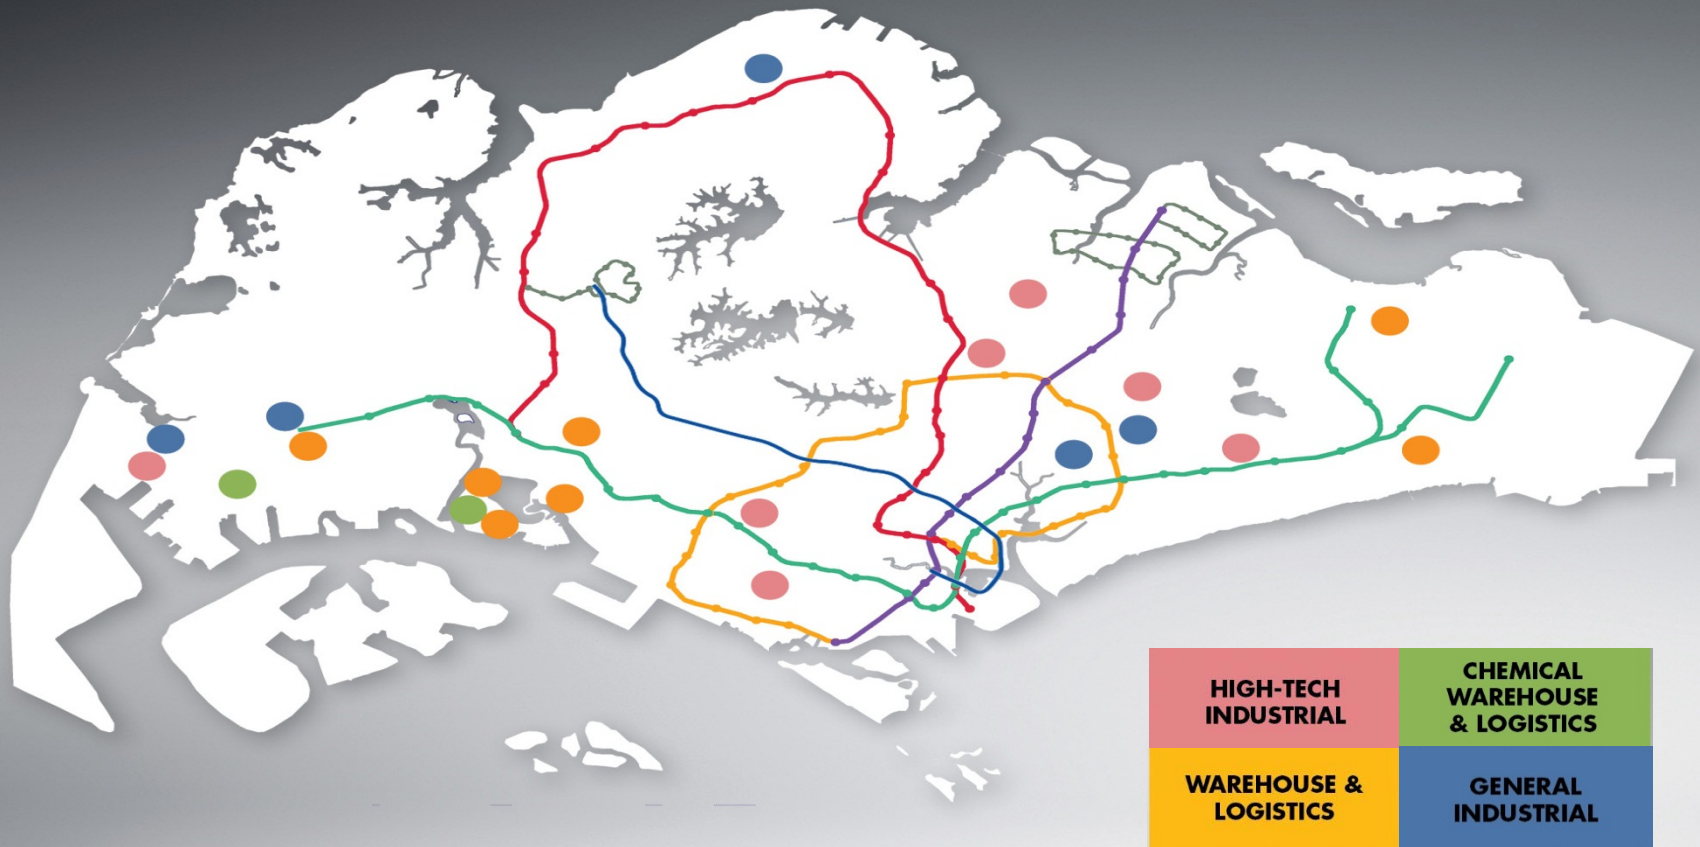 HIGH-TECH
INDUSTRIAL
CHEMICAL
WAREHOUSE
& LOGISTICS
WAREHOUSE &
LOGISTICS
GENERAL
INDUSTRIAL